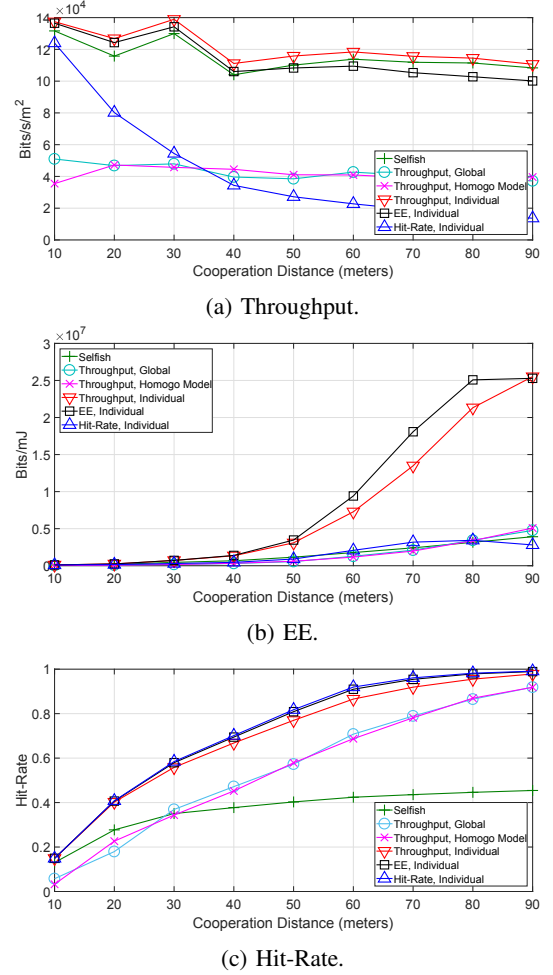 ×10⁴
14
12
10
8
6
4
2
0
Bits/s/m²
Selfish
Throughput, Global
Throughput, Homogo Model
Throughput, Individual
EE, Individual
Hit-Rate, Individual
10 20 30 40 50 60 70 80 90
Cooperation Distance (meters)
(a) Throughput.
×10⁷
3
2.5
2
1.5
1
0.5
0
Bits/mJ
Selfish
Throughput, Global
Throughput, Homogo Model
Throughput, Individual
EE, Individual
Hit-Rate, Individual
10 20 30 40 50 60 70 80 90
Cooperation Distance (meters)
(b) EE.
1
0.8
0.6
0.4
0.2
0
Hit-Rate
Selfish
Throughput, Global
Throughput, Homogo Model
Throughput, Individual
EE, Individual
Hit-Rate, Individual
10 20 30 40 50 60 70 80 90
Cooperation Distance (meters)
(c) Hit-Rate.